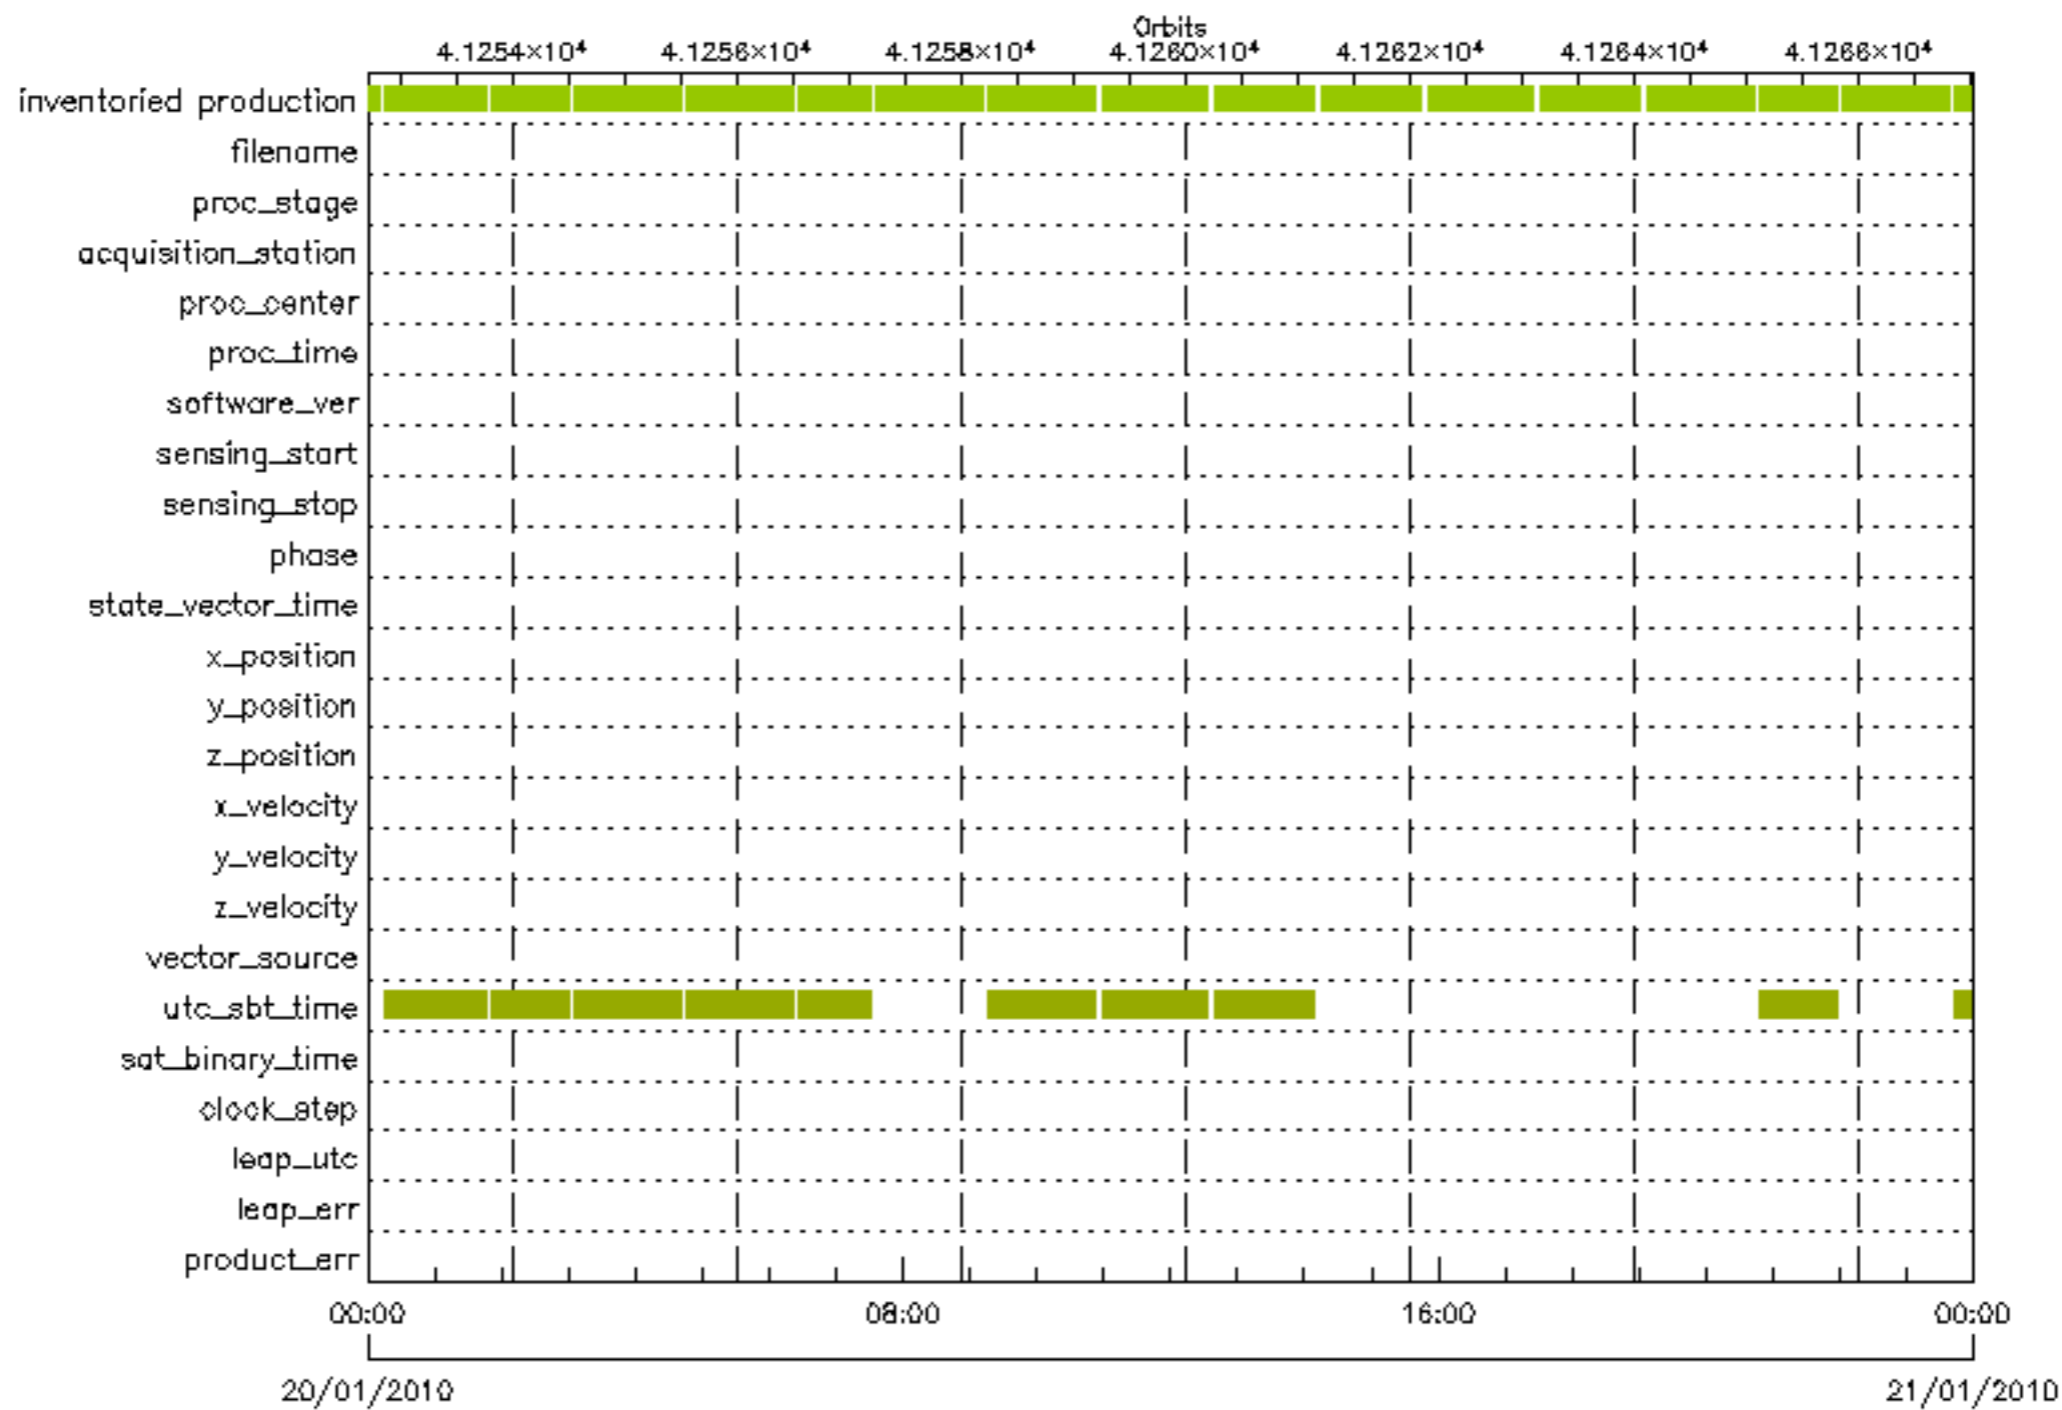 Orbits
4.1254×10⁴ 4.1256×10⁴ 4.1258×10⁴ 4.1260×10⁴ 4.1262×10⁴ 4.1264×10⁴ 4.1266×10⁴
inventoried production
filename
proc_stage
acquisition_station
proc_center
proc_time
software_ver
sensing_start
sensing_stop
phase
state_vector_time
x_position
y_position
z_position
x_velocity
y_velocity
z_velocity
vector_source
utc_sbt_time
sat_binary_time
clock_step
leap_utc
leap_err
product_err
00:00 08:00 16:00 00:00
20/01/2010 21/01/2010